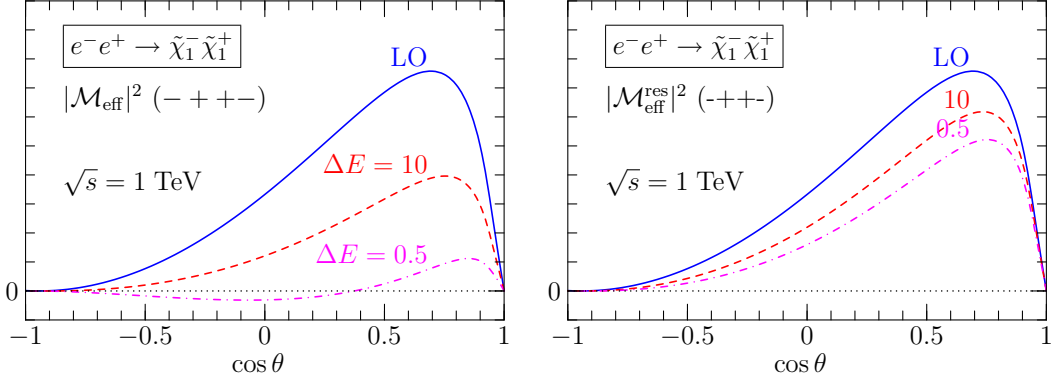 e⁻e⁺ → χ̃₁⁻χ̃₁⁺
LO
|ℳ_eff|² (− + +−)
ΔE = 10
√s = 1 TeV
ΔE = 0.5
0
−1 −0.5 0 0.5 1
cos θ
e⁻e⁺ → χ̃₁⁻χ̃₁⁺
LO
|ℳ_eff^res|² (-++-)
10
0.5
√s = 1 TeV
0
−1 −0.5 0 0.5 1
cos θ